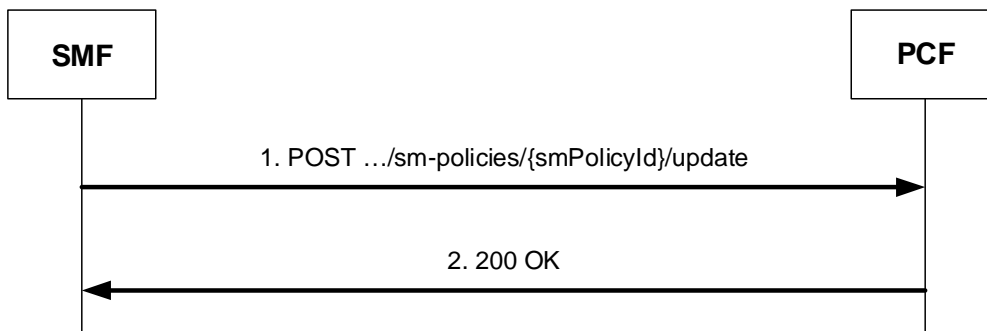 SMF
PCF
1. POST …/sm-policies/{smPolicyId}/update
2. 200 OK